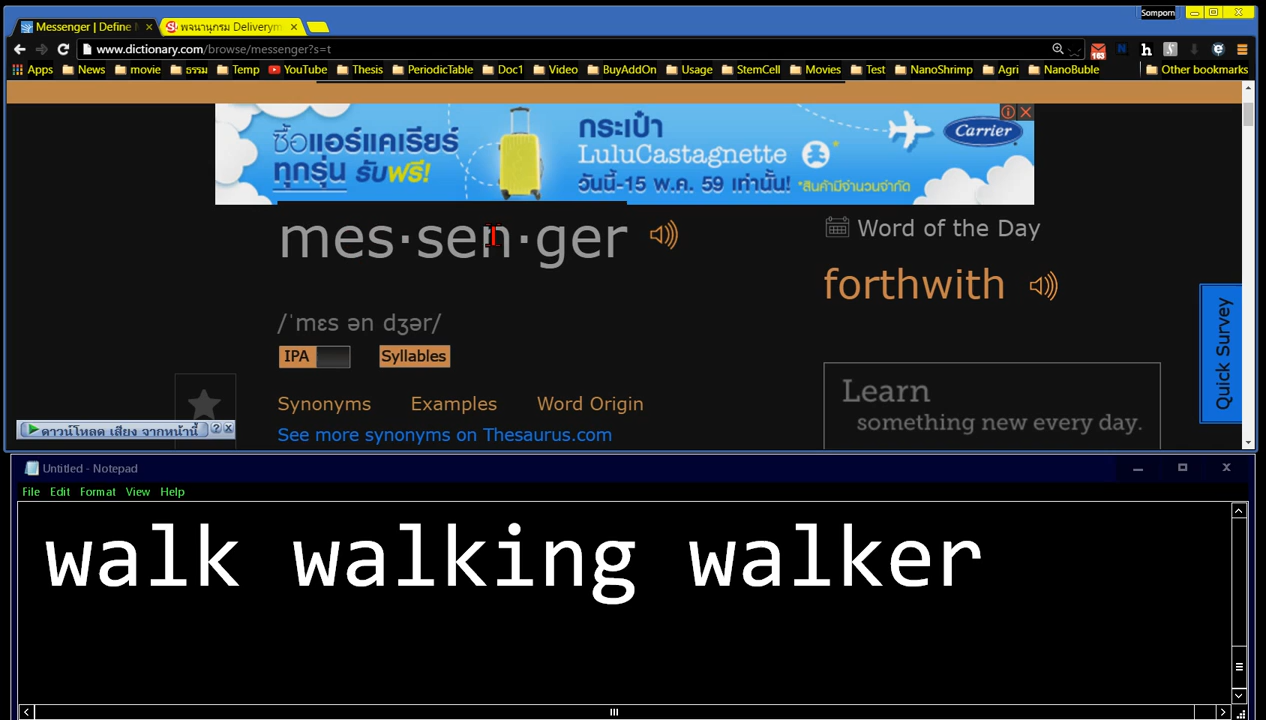 Somporn
Messenger | Define M
พจนานุกรม Deliverym
www.dictionary.com/browse/messenger?s=t
163
Apps News movie ธรรม Temp YouTube Thesis PeriodicTable Doc1 Video BuyAddOn Usage StemCell Movies Test NanoShrimp Agri NanoBuble Other bookmarks
ซื้อแอร์แคเรียร์
ทุกรุ่น รับฟรี!
กระเป๋า
LuluCastagnette
วันนี้-15 พ.ค. 59 เท่านั้น! *สินค้ามีจำนวนจำกัด
Carrier
mes·sen·ger
Word of the Day
forthwith
/ˈmɛs ən dʒər/
IPA Syllables
Synonyms Examples Word Origin
See more synonyms on Thesaurus.com
Learn
something new every day.
Quick Survey
ดาวน์โหลด เสียง จากหน้านี้ ? X
Untitled - Notepad
File Edit Format View Help
walk walking walker